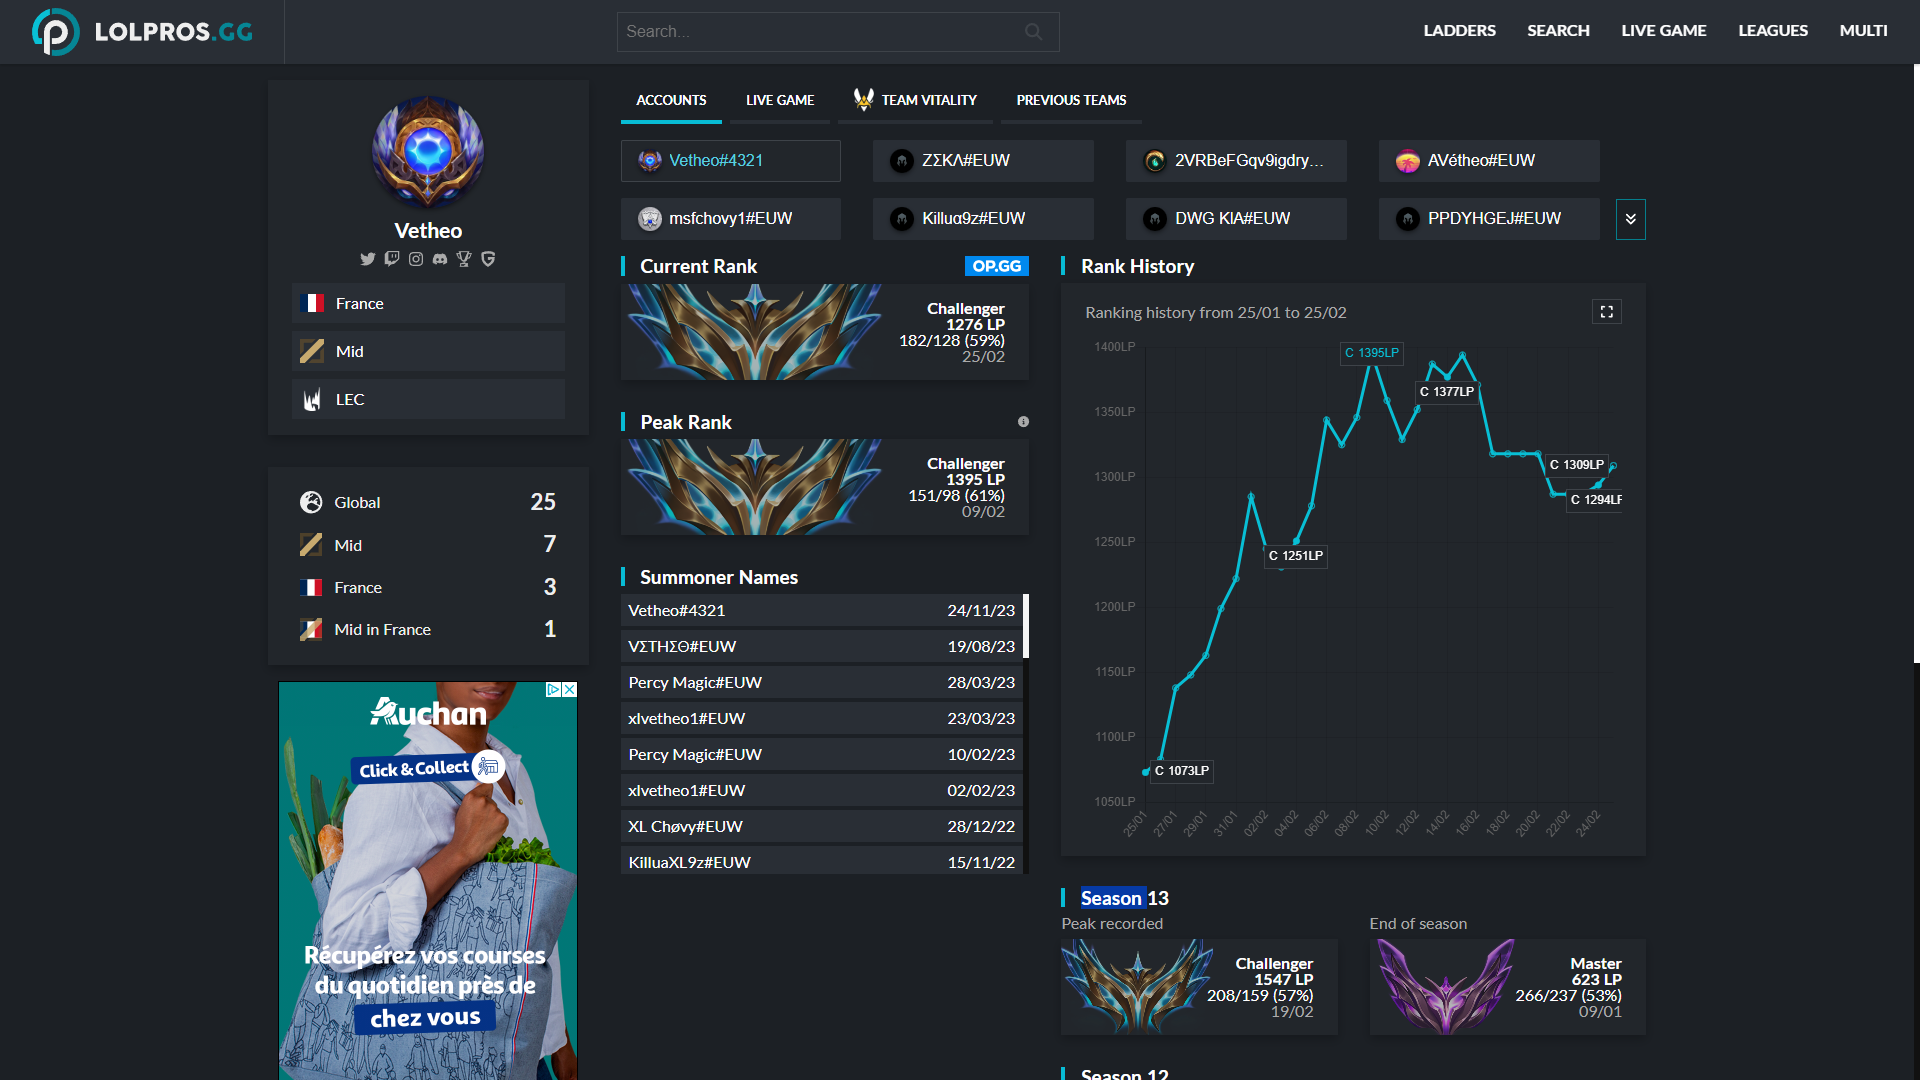 LOLPROS.GG
Search...
LADDERS
SEARCH
LIVE GAME
LEAGUES
MULTI
Vetheo
France
Mid
LEC
Global 25
Mid 7
France 3
Mid in France 1
Auchan
Click & Collect
Récupérez vos courses
du quotidien près de
chez vous
ACCOUNTS
LIVE GAME
TEAM VITALITY
PREVIOUS TEAMS
Vetheo#4321
ZΣKΛ#EUW
2VRBeFGqv9igdry...
AVétheo#EUW
msfchovy1#EUW
Killuα9z#EUW
DWG KIA#EUW
PPDYHGEJ#EUW
Current Rank
OP.GG
Challenger
1276 LP
182/128 (59%)
25/02
Peak Rank
Challenger
1395 LP
151/98 (61%)
09/02
Summoner Names
Vetheo#4321 24/11/23
VΣTHΣΘ#EUW 19/08/23
Percy Magic#EUW 28/03/23
xlvetheo1#EUW 23/03/23
Percy Magic#EUW 10/02/23
xlvetheo1#EUW 02/02/23
XL Chøvy#EUW 28/12/22
KilluaXL9z#EUW 15/11/22
Rank History
Ranking history from 25/01 to 25/02
1400LP
1350LP
1300LP
1250LP
1200LP
1150LP
1100LP
1050LP
C 1395LP
C 1377LP
C 1309LP
C 1294LP
C 1251LP
C 1073LP
25/01
27/01
29/01
31/01
02/02
04/02
06/02
08/02
10/02
12/02
14/02
16/02
18/02
20/02
22/02
24/02
Season 13
Peak recorded
Challenger
1547 LP
208/159 (57%)
19/02
End of season
Master
623 LP
266/237 (53%)
09/01
Season 12